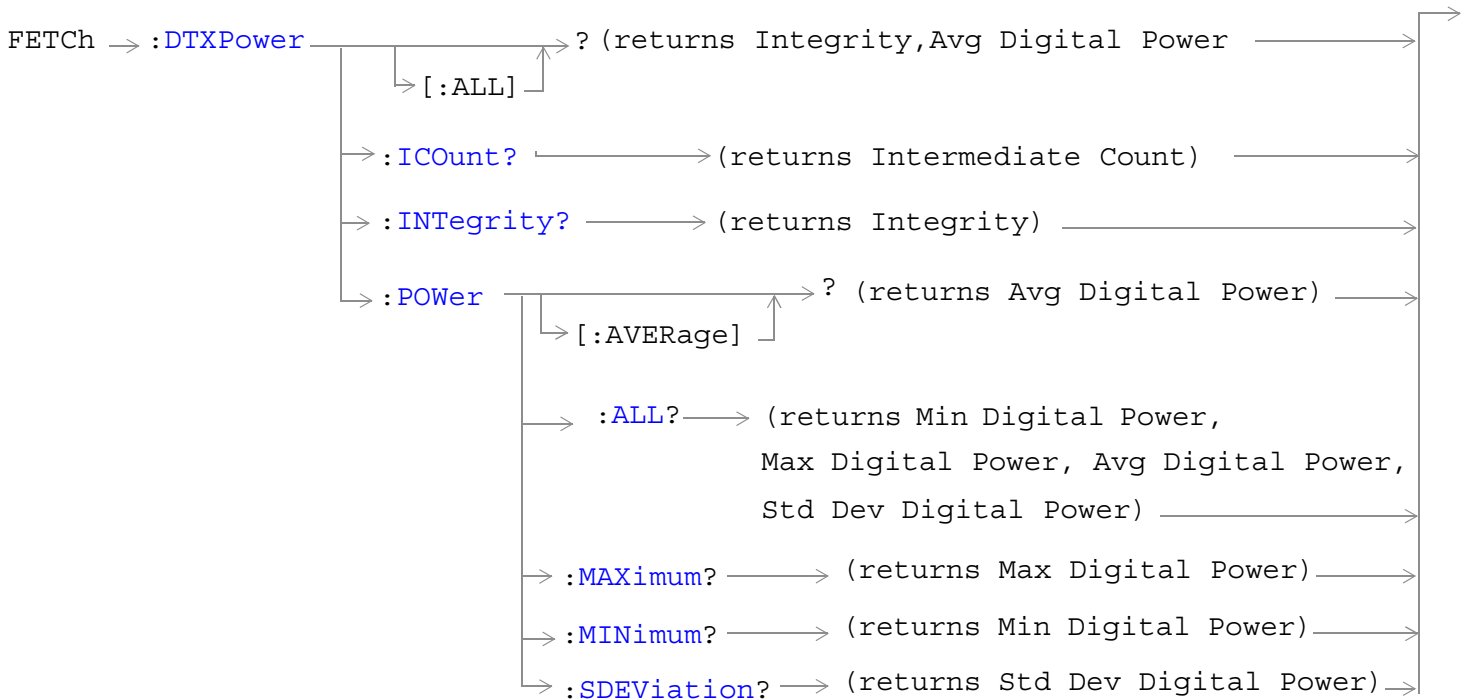 FETCh :DTXPower ? (returns Integrity,Avg Digital Power
[:ALL]
:ICOunt? (returns Intermediate Count)
:INTegrity? (returns Integrity)
:POWer ? (returns Avg Digital Power)
[:AVERage]
:ALL? (returns Min Digital Power,
Max Digital Power, Avg Digital Power,
Std Dev Digital Power)
:MAXimum? (returns Max Digital Power)
:MINimum? (returns Min Digital Power)
:SDEViation? (returns Std Dev Digital Power)